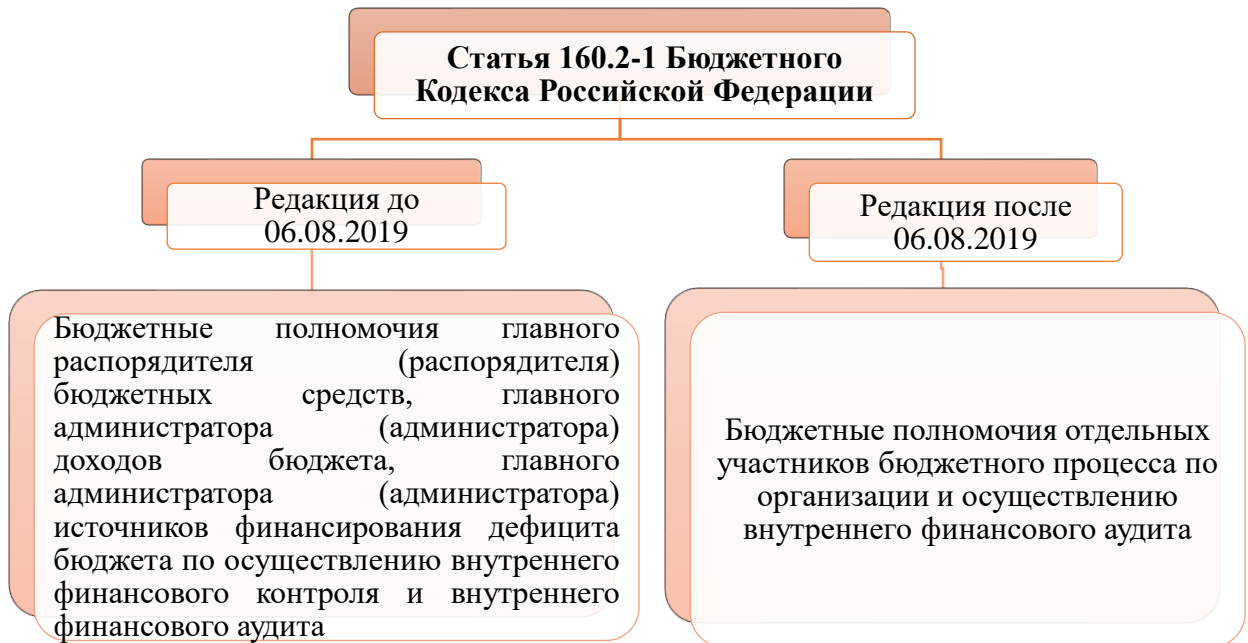 Статья 160.2-1 Бюджетного
Кодекса Российской Федерации
Редакция до
06.08.2019
Редакция после
06.08.2019
Бюджетные полномочия главного
распорядителя (распорядителя)
бюджетных средств, главного
администратора (администратора)
доходов бюджета, главного
администратора (администратора)
источников финансирования дефицита
бюджета по осуществлению внутреннего
финансового контроля и внутреннего
финансового аудита
Бюджетные полномочия отдельных
участников бюджетного процесса по
организации и осуществлению
внутреннего финансового аудита